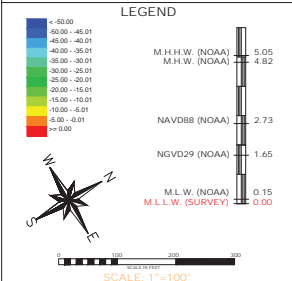 LEGEND
< -50.00
-50.00 - -45.01
-45.00 - -40.01
-40.00 - -35.01
-35.00 - -30.01
-30.00 - -25.01
-25.00 - -20.01
-20.00 - -15.01
-15.00 - -10.01
-10.00 - -5.01
-5.00 - -0.01
>= 0.00
M.H.H.W. (NOAA) 5.05
M.H.W. (NOAA) 4.82
NAVD88 (NOAA) 2.73
NGVD29 (NOAA) 1.65
M.L.W. (NOAA) 0.15
M.L.L.W. (SURVEY) 0.00
W
N
S
E
0 100 200 300
SCALE IN FEET
SCALE: 1"=100'